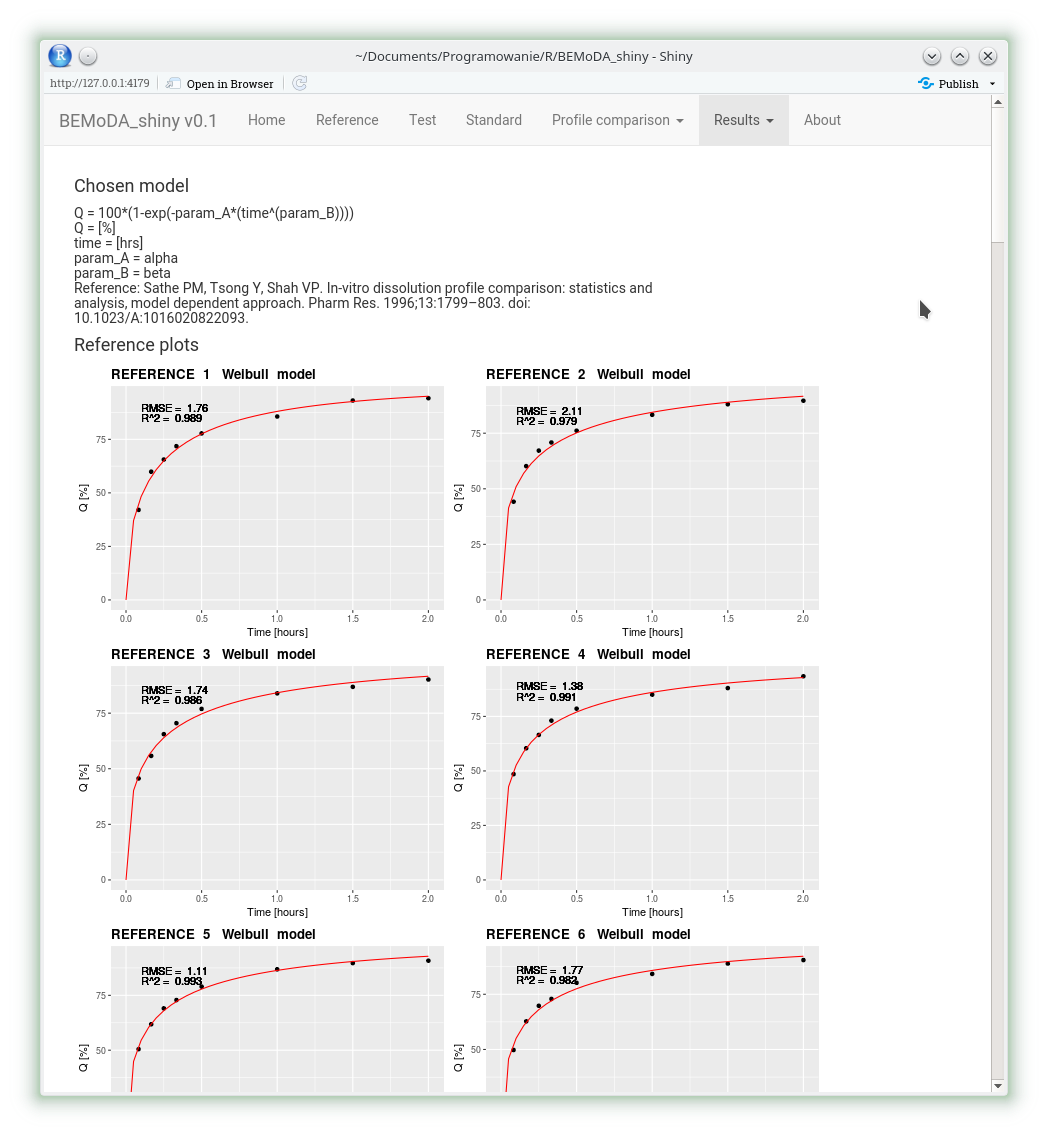 ~/Documents/Programowanie/R/BEMoDA_shiny - Shiny
http://127.0.0.1:4179 Open in Browser Publish
BEMoDA_shiny v0.1 Home Reference Test Standard Profile comparison Results About
Chosen model
Q = 100*(1-exp(-param_A*(time^(param_B))))
Q = [%]
time = [hrs]
param_A = alpha
param_B = beta
Reference: Sathe PM, Tsong Y, Shah VP. In-vitro dissolution profile comparison: statistics and
analysis, model dependent approach. Pharm Res. 1996;13:1799–803. doi:
10.1023/A:1016020822093.
Reference plots
REFERENCE 1 Weibull model
RMSE = 1.76
R^2 = 0.989
75
50
25
0
Q [%]
0.0 0.5 1.0 1.5 2.0
Time [hours]
REFERENCE 2 Weibull model
RMSE = 2.11
R^2 = 0.979
75
50
25
0
Q [%]
0.0 0.5 1.0 1.5 2.0
Time [hours]
REFERENCE 3 Weibull model
RMSE = 1.74
R^2 = 0.986
75
50
25
0
Q [%]
0.0 0.5 1.0 1.5 2.0
Time [hours]
REFERENCE 4 Weibull model
RMSE = 1.38
R^2 = 0.991
75
50
25
0
Q [%]
0.0 0.5 1.0 1.5 2.0
Time [hours]
REFERENCE 5 Weibull model
RMSE = 1.11
R^2 = 0.993
75
50
Q [%]
REFERENCE 6 Weibull model
RMSE = 1.77
R^2 = 0.982
75
50
Q [%]